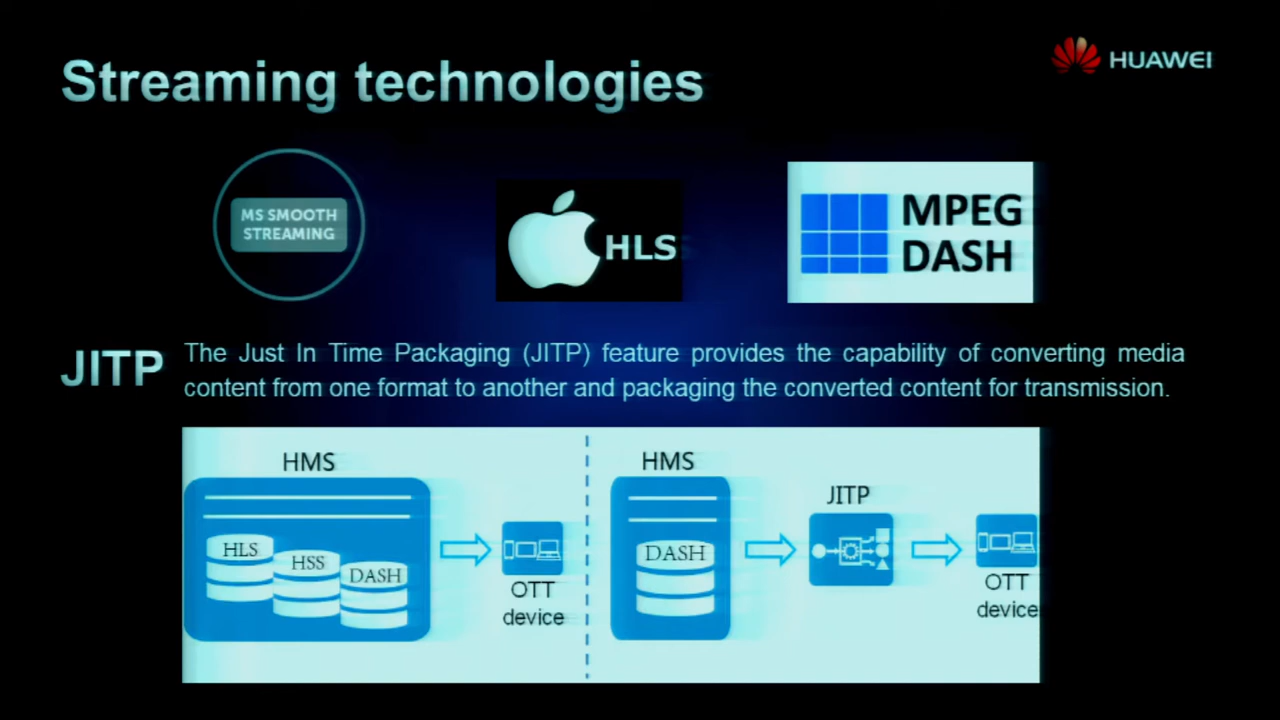 Streaming technologies
HUAWEI
MS SMOOTH
STREAMING
HLS
MPEG
DASH
JITP
The Just In Time Packaging (JITP) feature provides the capability of converting media
content from one format to another and packaging the converted content for transmission.
HMS
HLS
HSS
DASH
OTT
device
HMS
DASH
JITP
OTT
device